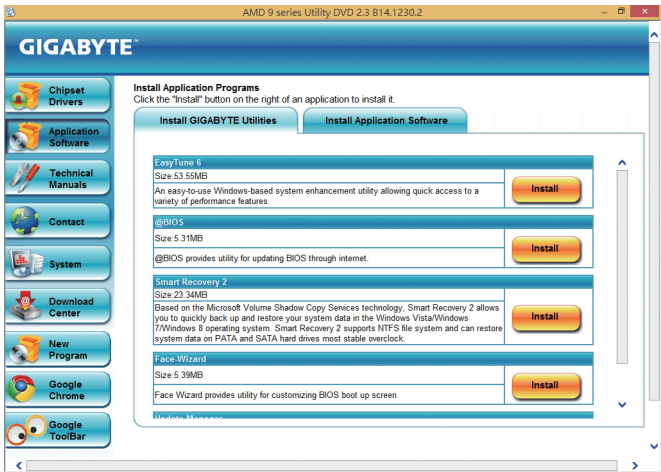 AMD 9 series Utility DVD 2.3 B14.1230.2
GIGABYTE™
Chipset
Drivers
Application
Software
Technical
Manuals
Contact
System
Download
Center
New
Program
Google
Chrome
Google
ToolBar
Install Application Programs
Click the "Install" button on the right of an application to install it.
Install GIGABYTE Utilities
Install Application Software
EasyTune 6
Size:53.55MB
An easy-to-use Windows-based system enhancement utility allowing quick access to a
variety of performance features.
Install
@BIOS
Size:5.31MB
@BIOS provides utility for updating BIOS through internet.
Install
Smart Recovery 2
Size:23.34MB
Based on the Microsoft Volume Shadow Copy Services technology, Smart Recovery 2 allows
you to quickly back up and restore your system data in the Windows Vista/Windows
7/Windows 8 operating system. Smart Recovery 2 supports NTFS file system and can restore
system data on PATA and SATA hard drives most stable overclock.
Install
Face-Wizard
Size:5.39MB
Face Wizard provides utility for customizing BIOS boot up screen.
Install
Update Manager